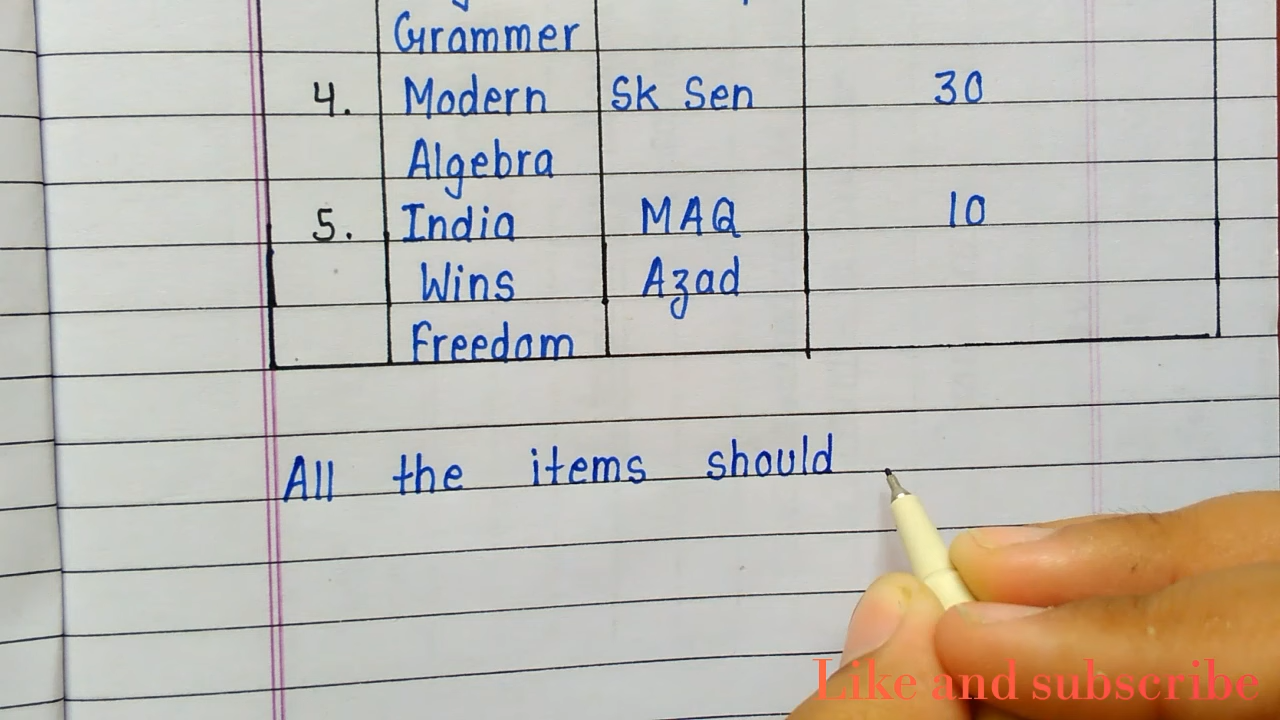 Grammer
4. Modern Sk Sen 30
Algebra
5. India MAQ 10
Wins Azad
Freedom
All the items should
Like and subscribe